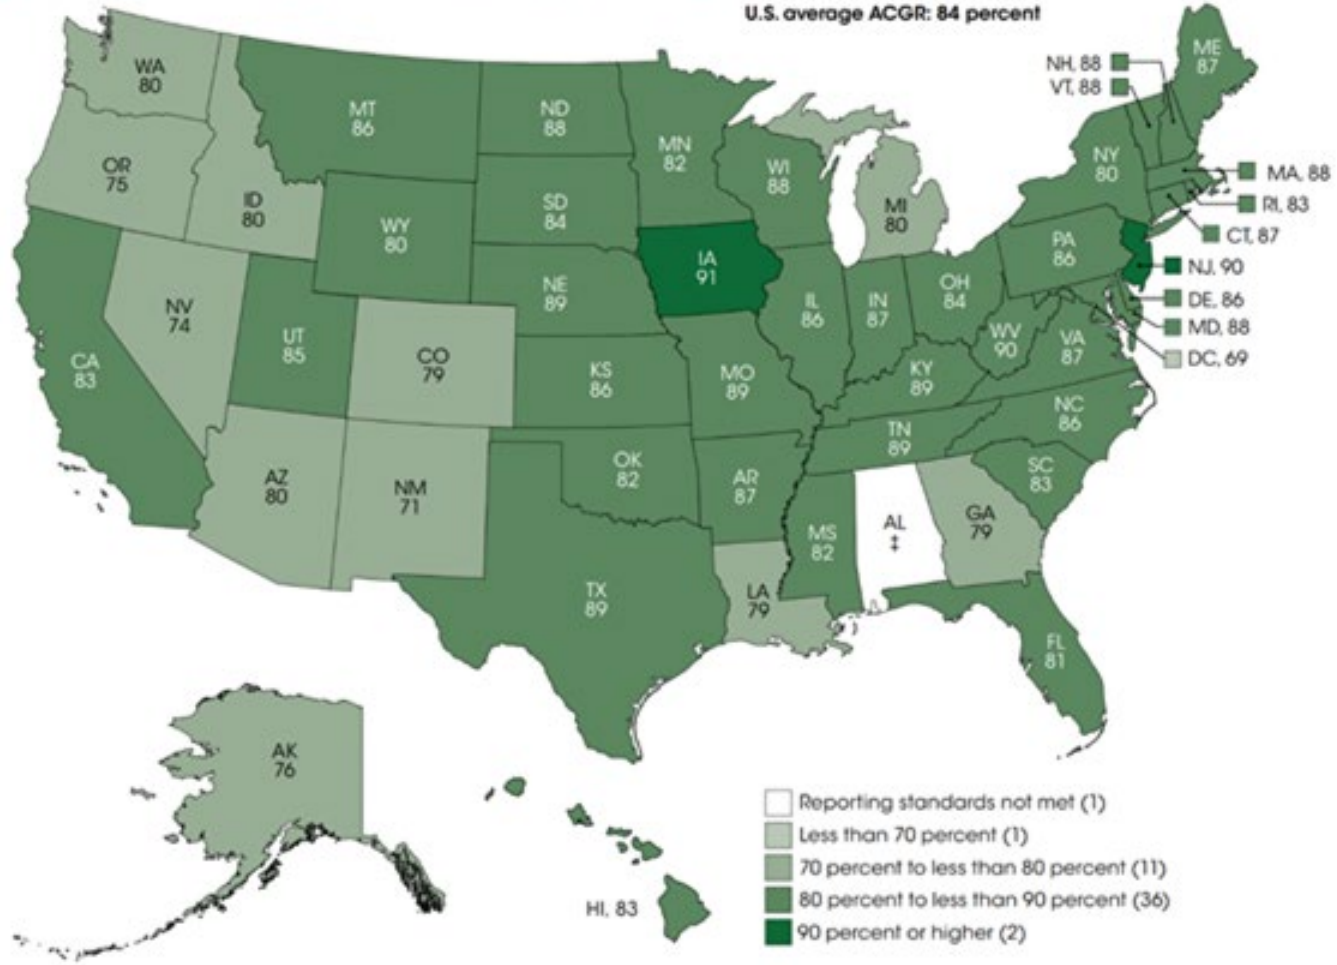 U.S. average ACGR: 84 percent
WA
80
OR
75
ID
80
MT
86
ND
88
MN
82
WI
88
MI
80
NY
80
ME
87
NH, 88
VT, 88
MA, 88
RI, 83
CT, 87
NJ, 90
DE, 86
MD, 88
DC, 69
SD
84
WY
80
IA
91
NE
89
PA
86
OH
84
IN
87
IL
86
NV
74
UT
85
CO
79
CA
83
KS
86
MO
89
KY
89
WV
90
VA
87
NC
86
TN
89
SC
83
AZ
80
NM
71
OK
82
AR
87
MS
82
AL
‡
GA
79
TX
89
LA
79
FL
81
AK
76
HI, 83
Reporting standards not met (1)
Less than 70 percent (1)
70 percent to less than 80 percent (11)
80 percent to less than 90 percent (36)
90 percent or higher (2)